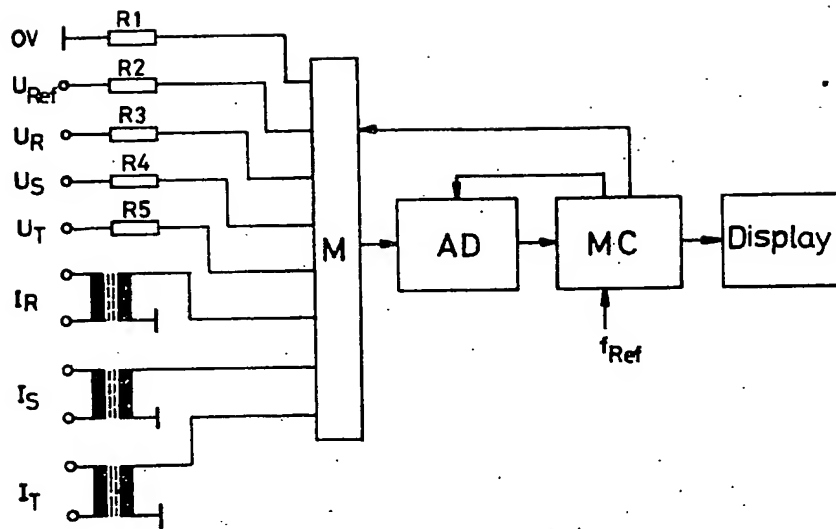 0V
R1
U_Ref
R2
U_R
R3
U_S
R4
U_T
R5
I_R
I_S
I_T
M
AD
MC
Display
f_Ref